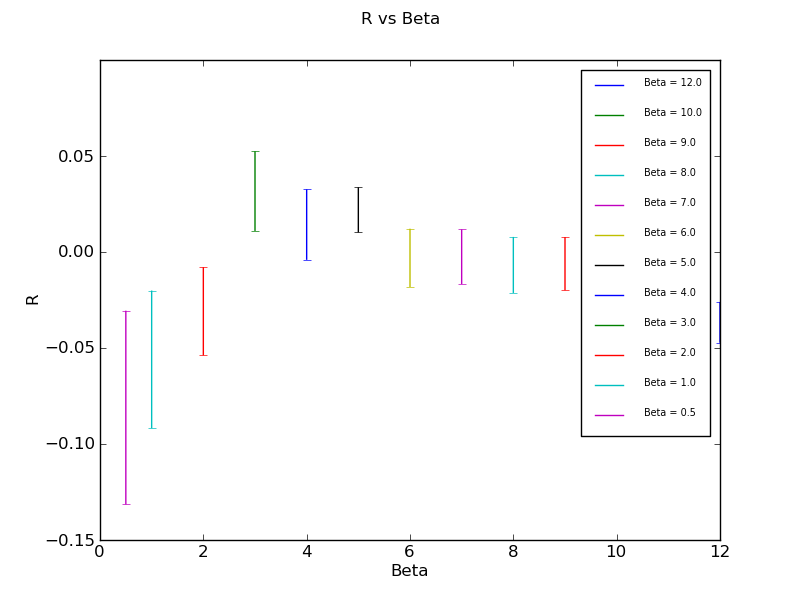 R vs Beta
R
0.05
0.00
−0.05
−0.10
−0.15
0 2 4 6 8 10 12
Beta
Beta = 12.0
Beta = 10.0
Beta = 9.0
Beta = 8.0
Beta = 7.0
Beta = 6.0
Beta = 5.0
Beta = 4.0
Beta = 3.0
Beta = 2.0
Beta = 1.0
Beta = 0.5